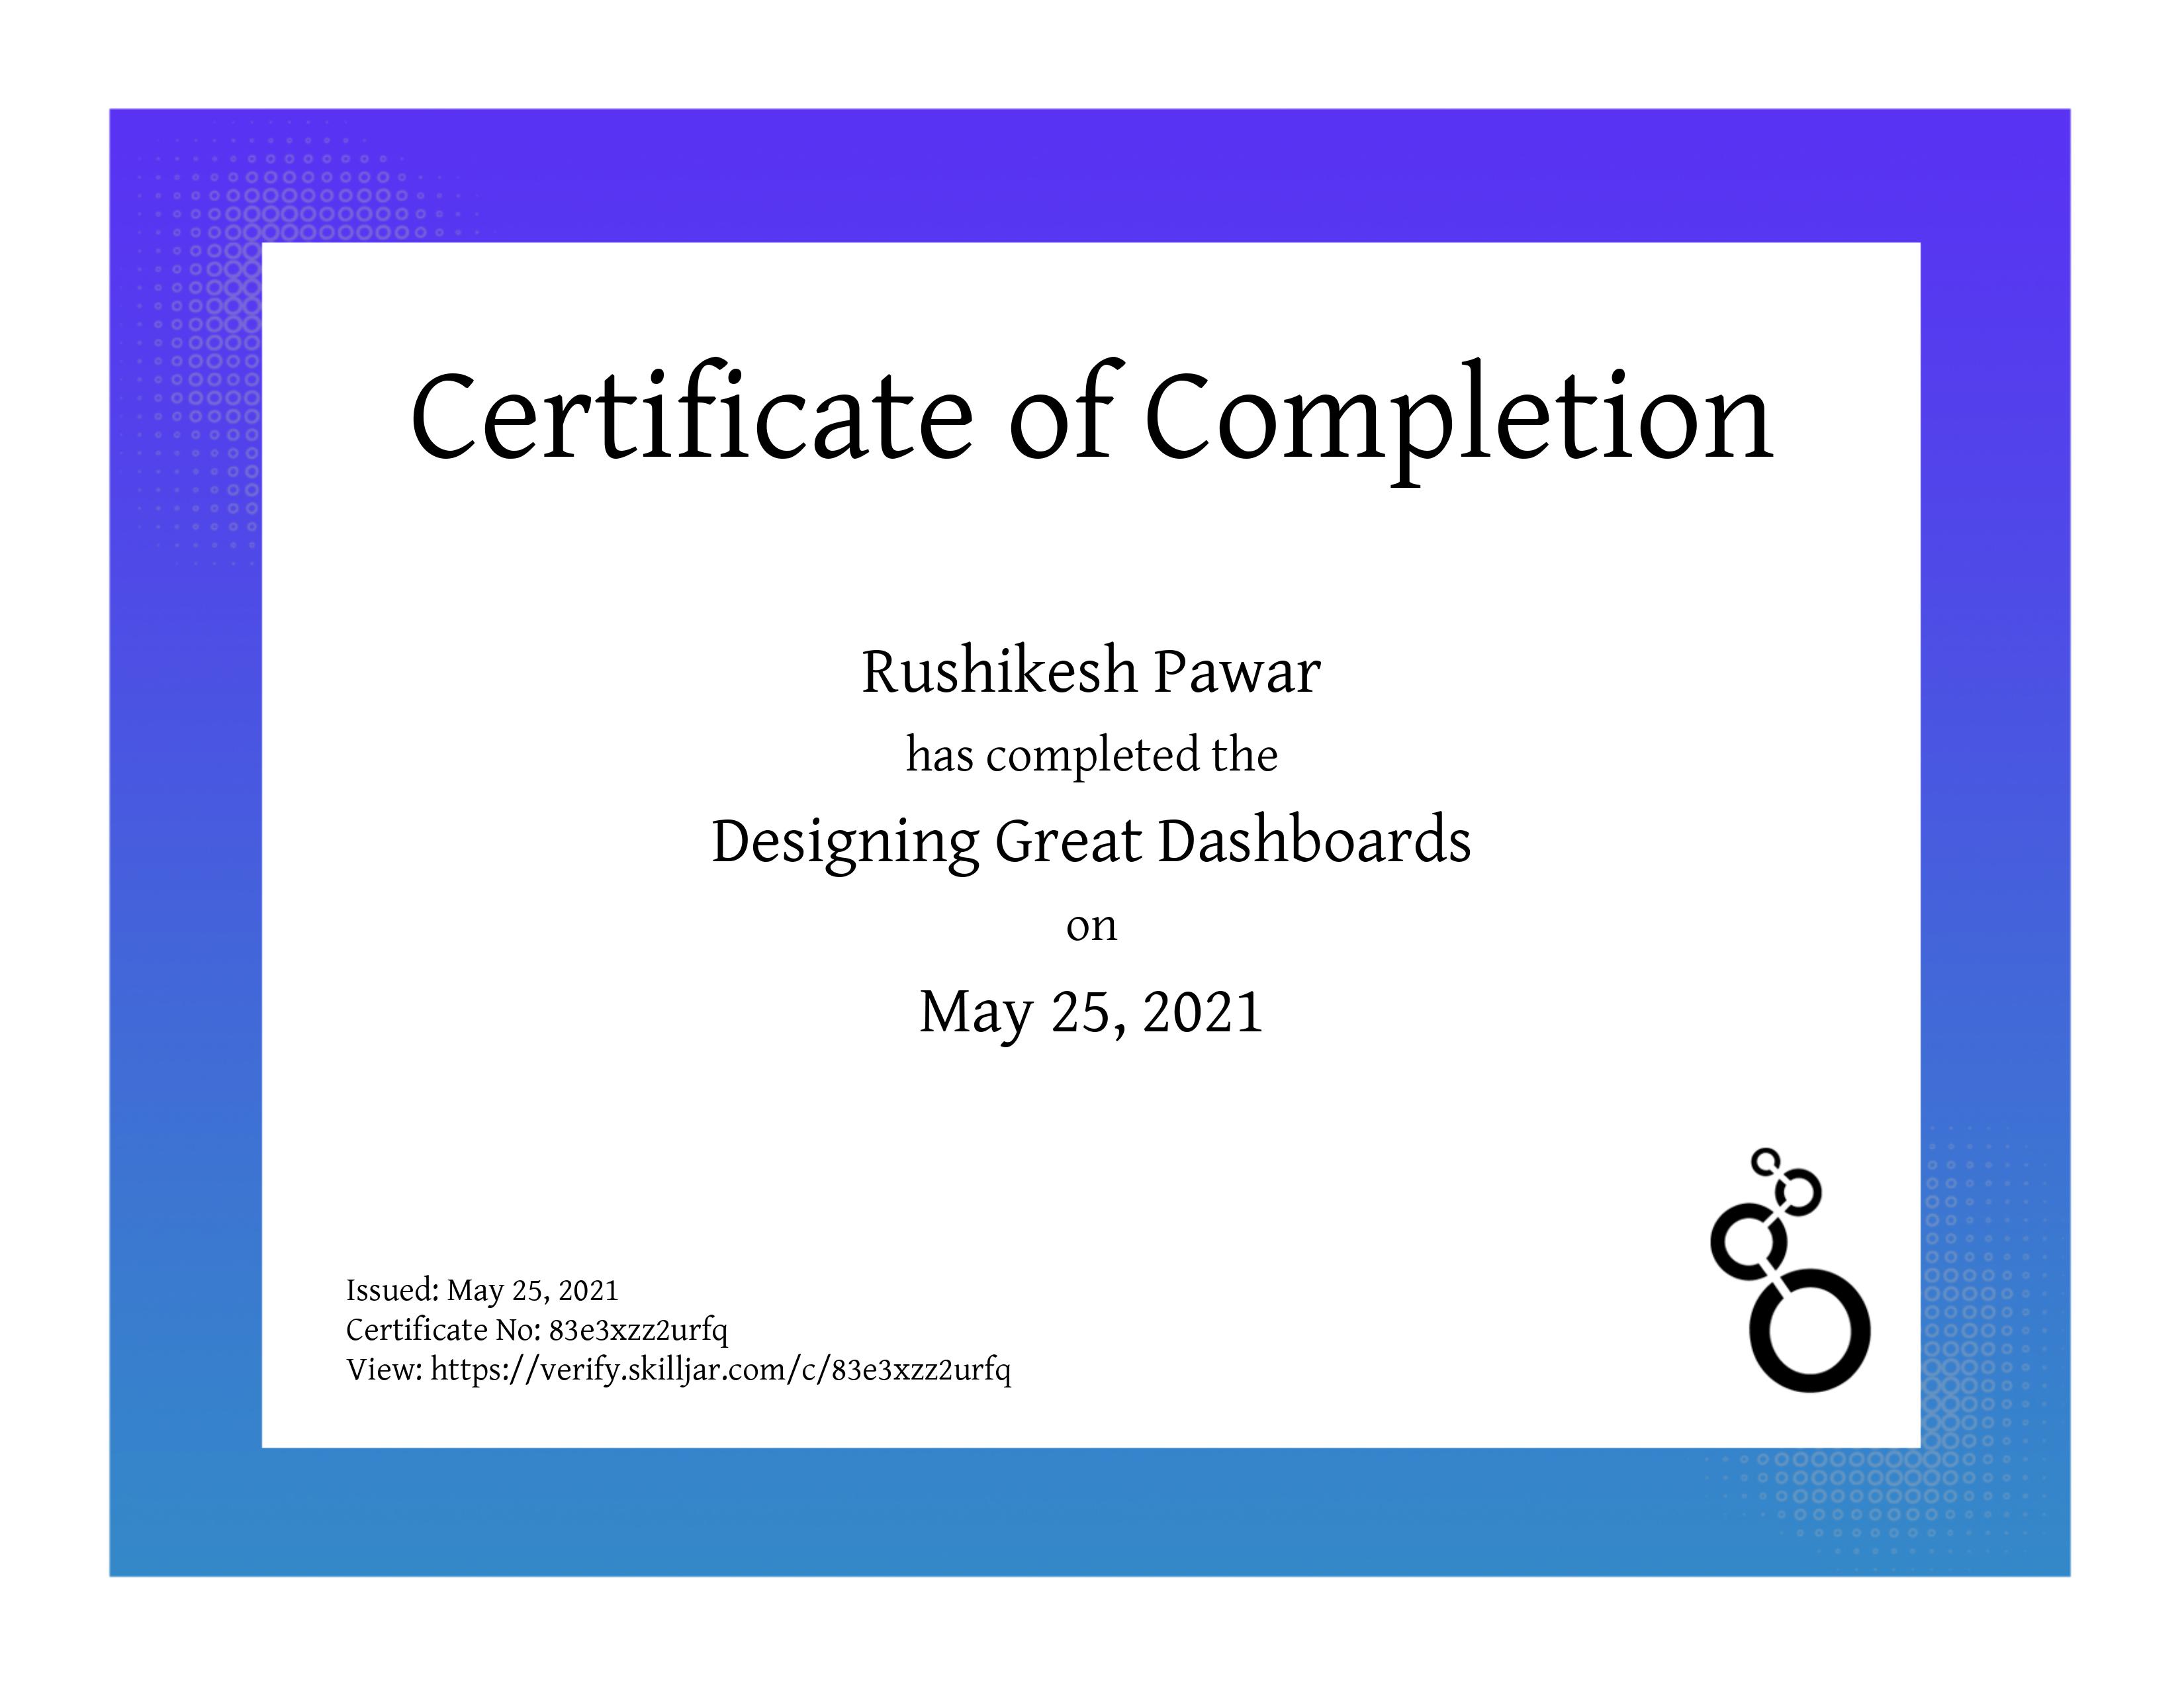 Certificate of Completion
Rushikesh Pawar
has completed the
Designing Great Dashboards
on
May 25, 2021
Issued: May 25, 2021
Certificate No: 83e3xzz2urfq
View: https://verify.skilljar.com/c/83e3xzz2urfq